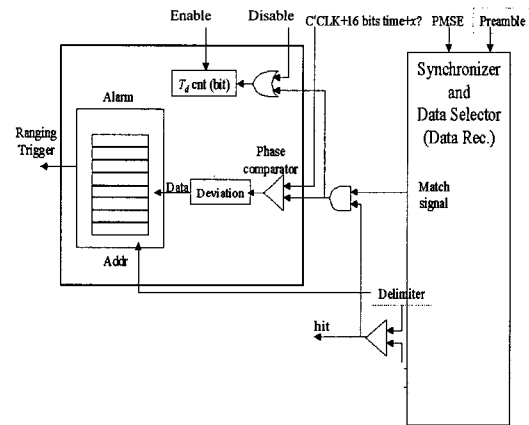 Enable
Disable
C'CLK+16 bits time+x?
PMSE
Preamble
Synchronizer
and
Data Selector
(Data Rec.)
T_d cnt (bit)
Alarm
Ranging
Trigger
Phase
comparator
Data
Deviation
Match
signal
Addr
Delimiter
hit